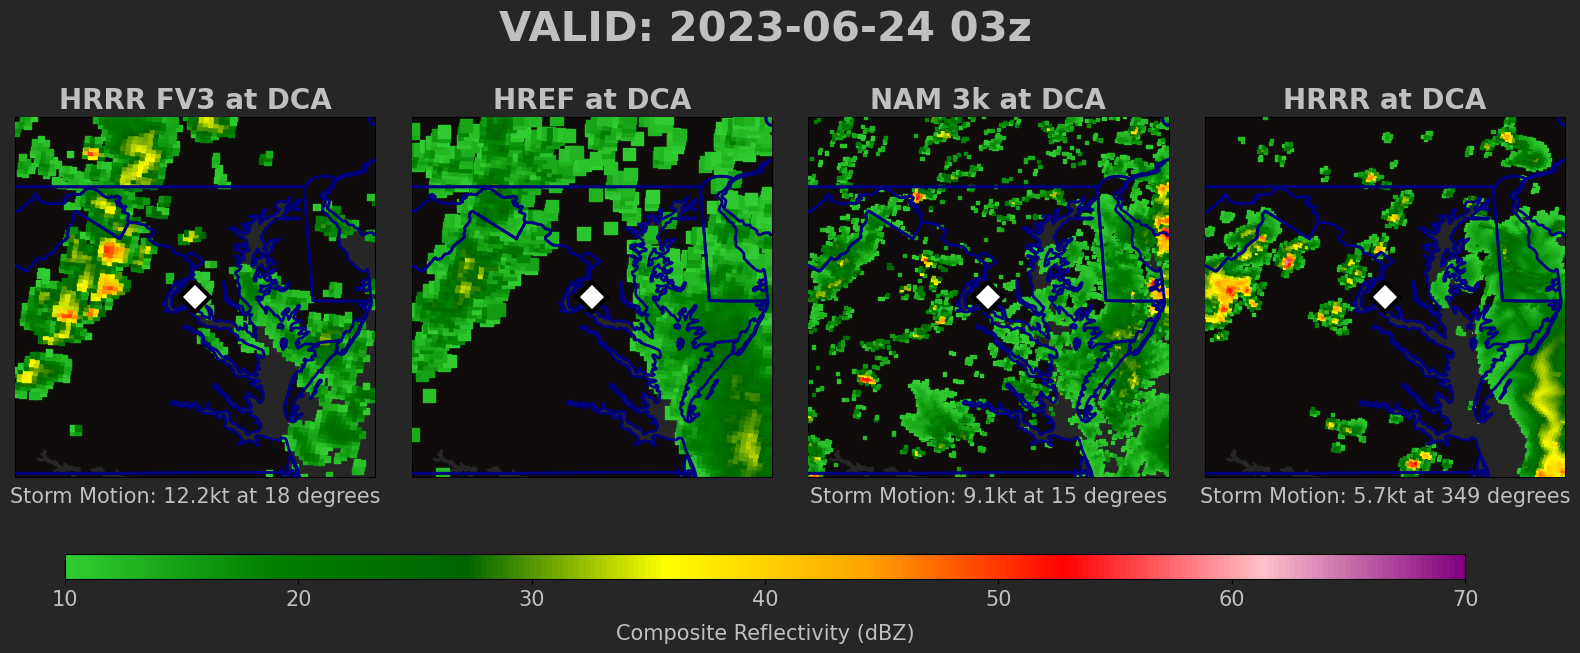 VALID: 2023-06-24 03z
HRRR FV3 at DCA
HREF at DCA
NAM 3k at DCA
HRRR at DCA
Storm Motion: 12.2kt at 18 degrees
Storm Motion: 9.1kt at 15 degrees
Storm Motion: 5.7kt at 349 degrees
10 20 30 40 50 60 70
Composite Reflectivity (dBZ)